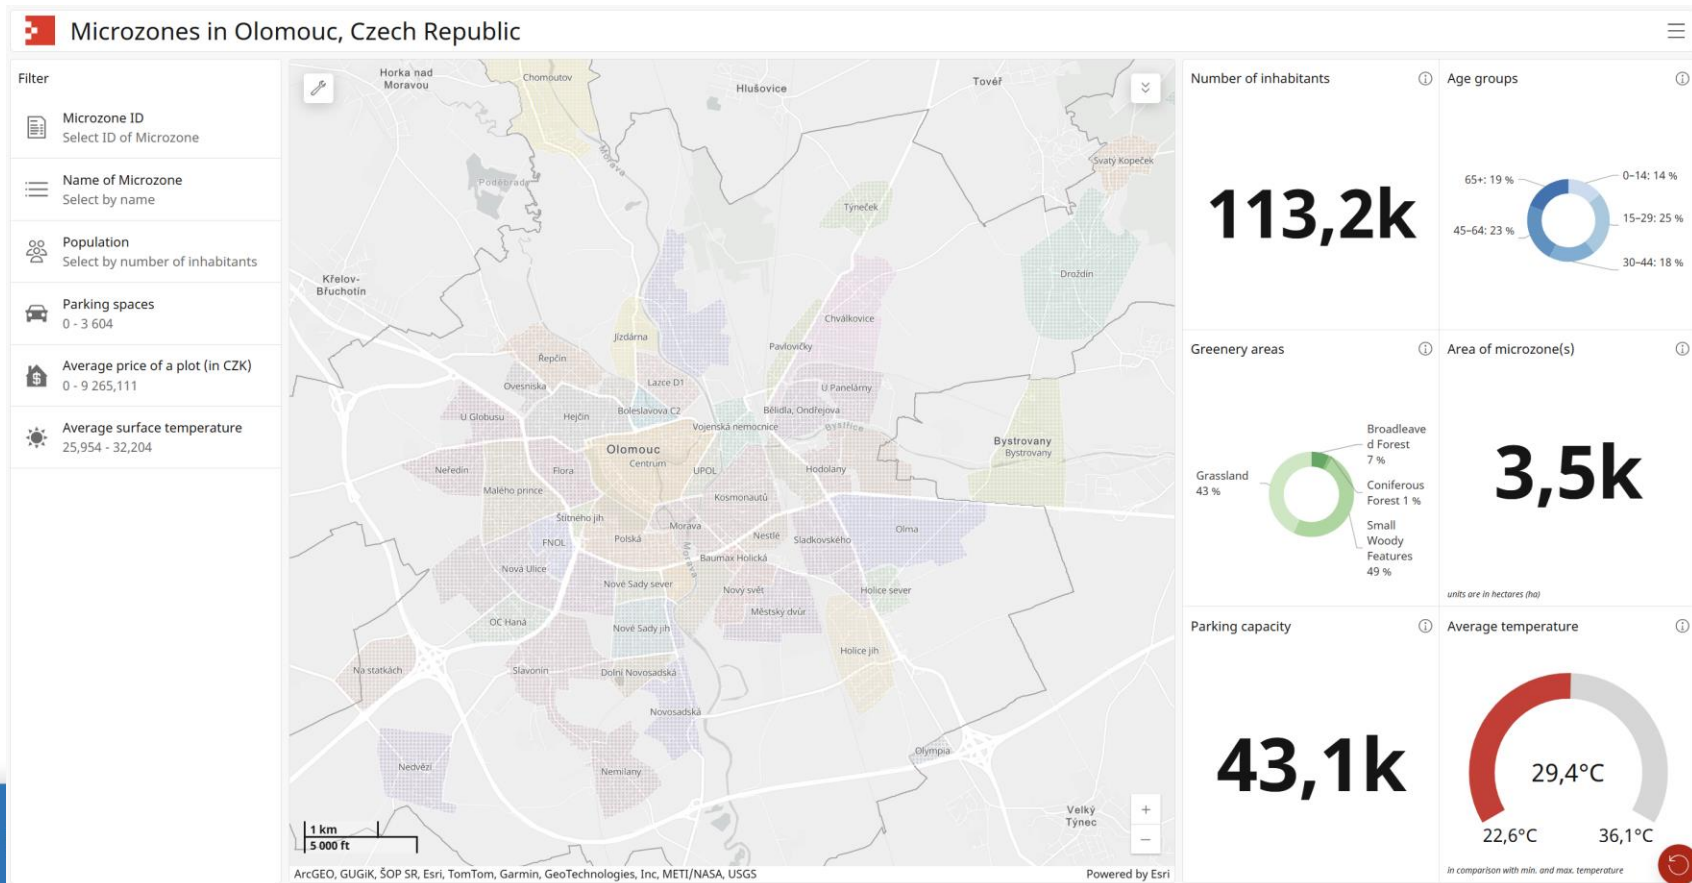 Microzones in Olomouc, Czech Republic
Filter
Microzone ID
Select ID of Microzone
Name of Microzone
Select by name
Population
Select by number of inhabitants
Parking spaces
0 - 3 604
Average price of a plot (in CZK)
0 - 9 265,111
Average surface temperature
25,954 - 32,204
Horka nad
Moravou
Chomoutov
Hlušovice
Tovéř
Morava
Svatý Kopeček
Poděbrady
Týneček
Křelov-
Břuchotín
Droždín
Chválkovice
Jízdárna
Pavlovičky
Řepčín
Lazce D1
Ovesniska
U Panelárny
U Globusu
Hejčín
Boleslavova C2
Bělidla, Ondřejova
Vojenská nemocnice
Bystřice
Olomouc
Centrum
Bystrovany
Bystrovany
Neředín
Flora
UPOL
Hodolany
Malého prince
Kosmonautů
Štítného jih
Morava
Olma
FNOL
Polská
Nestlé
Sladkovského
Morava
Baumax Holická
Nová Ulice
Nové Sady sever
Nový svět
Holice sever
Městský dvůr
OC Haná
Nové Sady jih
Holice jih
Na statkách
Slavonín
Dolní Novosadská
Novosadská
Olympia
Nedvězí
Nemilany
Velký
Týnec
1 km
5 000 ft
+
−
ArcGEO, GUGiK, ŠOP SR, Esri, TomTom, Garmin, GeoTechnologies, Inc, METI/NASA, USGS
Powered by Esri
Number of inhabitants
113,2k
Age groups
65+: 19 %
0–14: 14 %
15–29: 25 %
45–64: 23 %
30–44: 18 %
Greenery areas
Broadleave
d Forest
7 %
Grassland
43 %
Coniferous
Forest 1 %
Small
Woody
Features
49 %
Area of microzone(s)
3,5k
units are in hectares (ha)
Parking capacity
43,1k
Average temperature
29,4°C
22,6°C
36,1°C
in comparison with min. and max. temperature